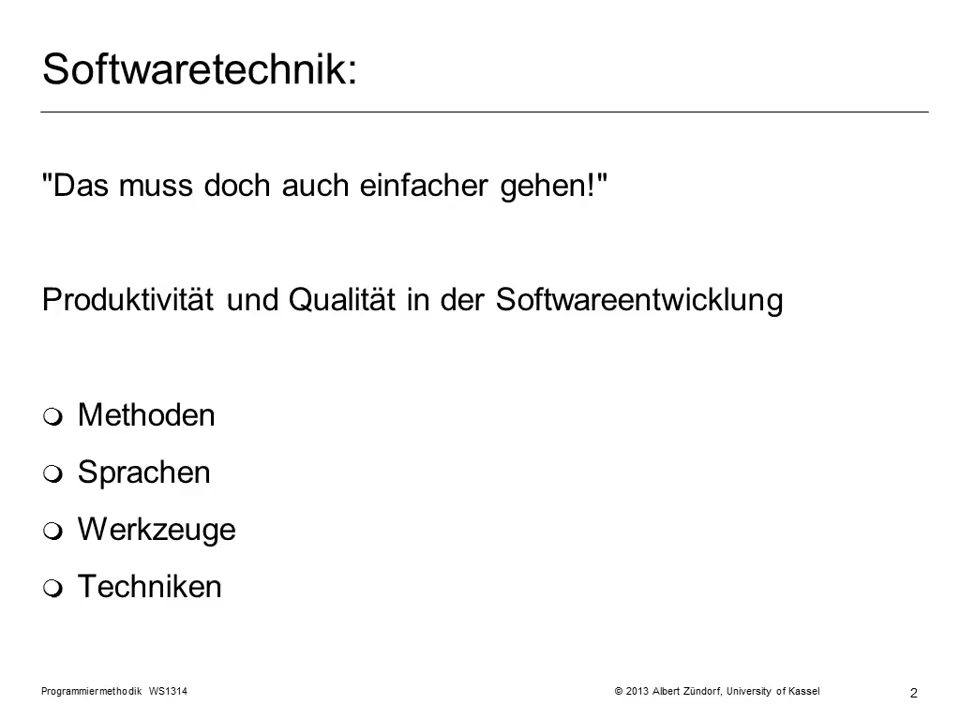 Softwaretechnik:
"Das muss doch auch einfacher gehen!"
Produktivität und Qualität in der Softwareentwicklung
Methoden
Sprachen
Werkzeuge
Techniken
Programmiermethodik WS1314
© 2013 Albert Zündorf, University of Kassel
2